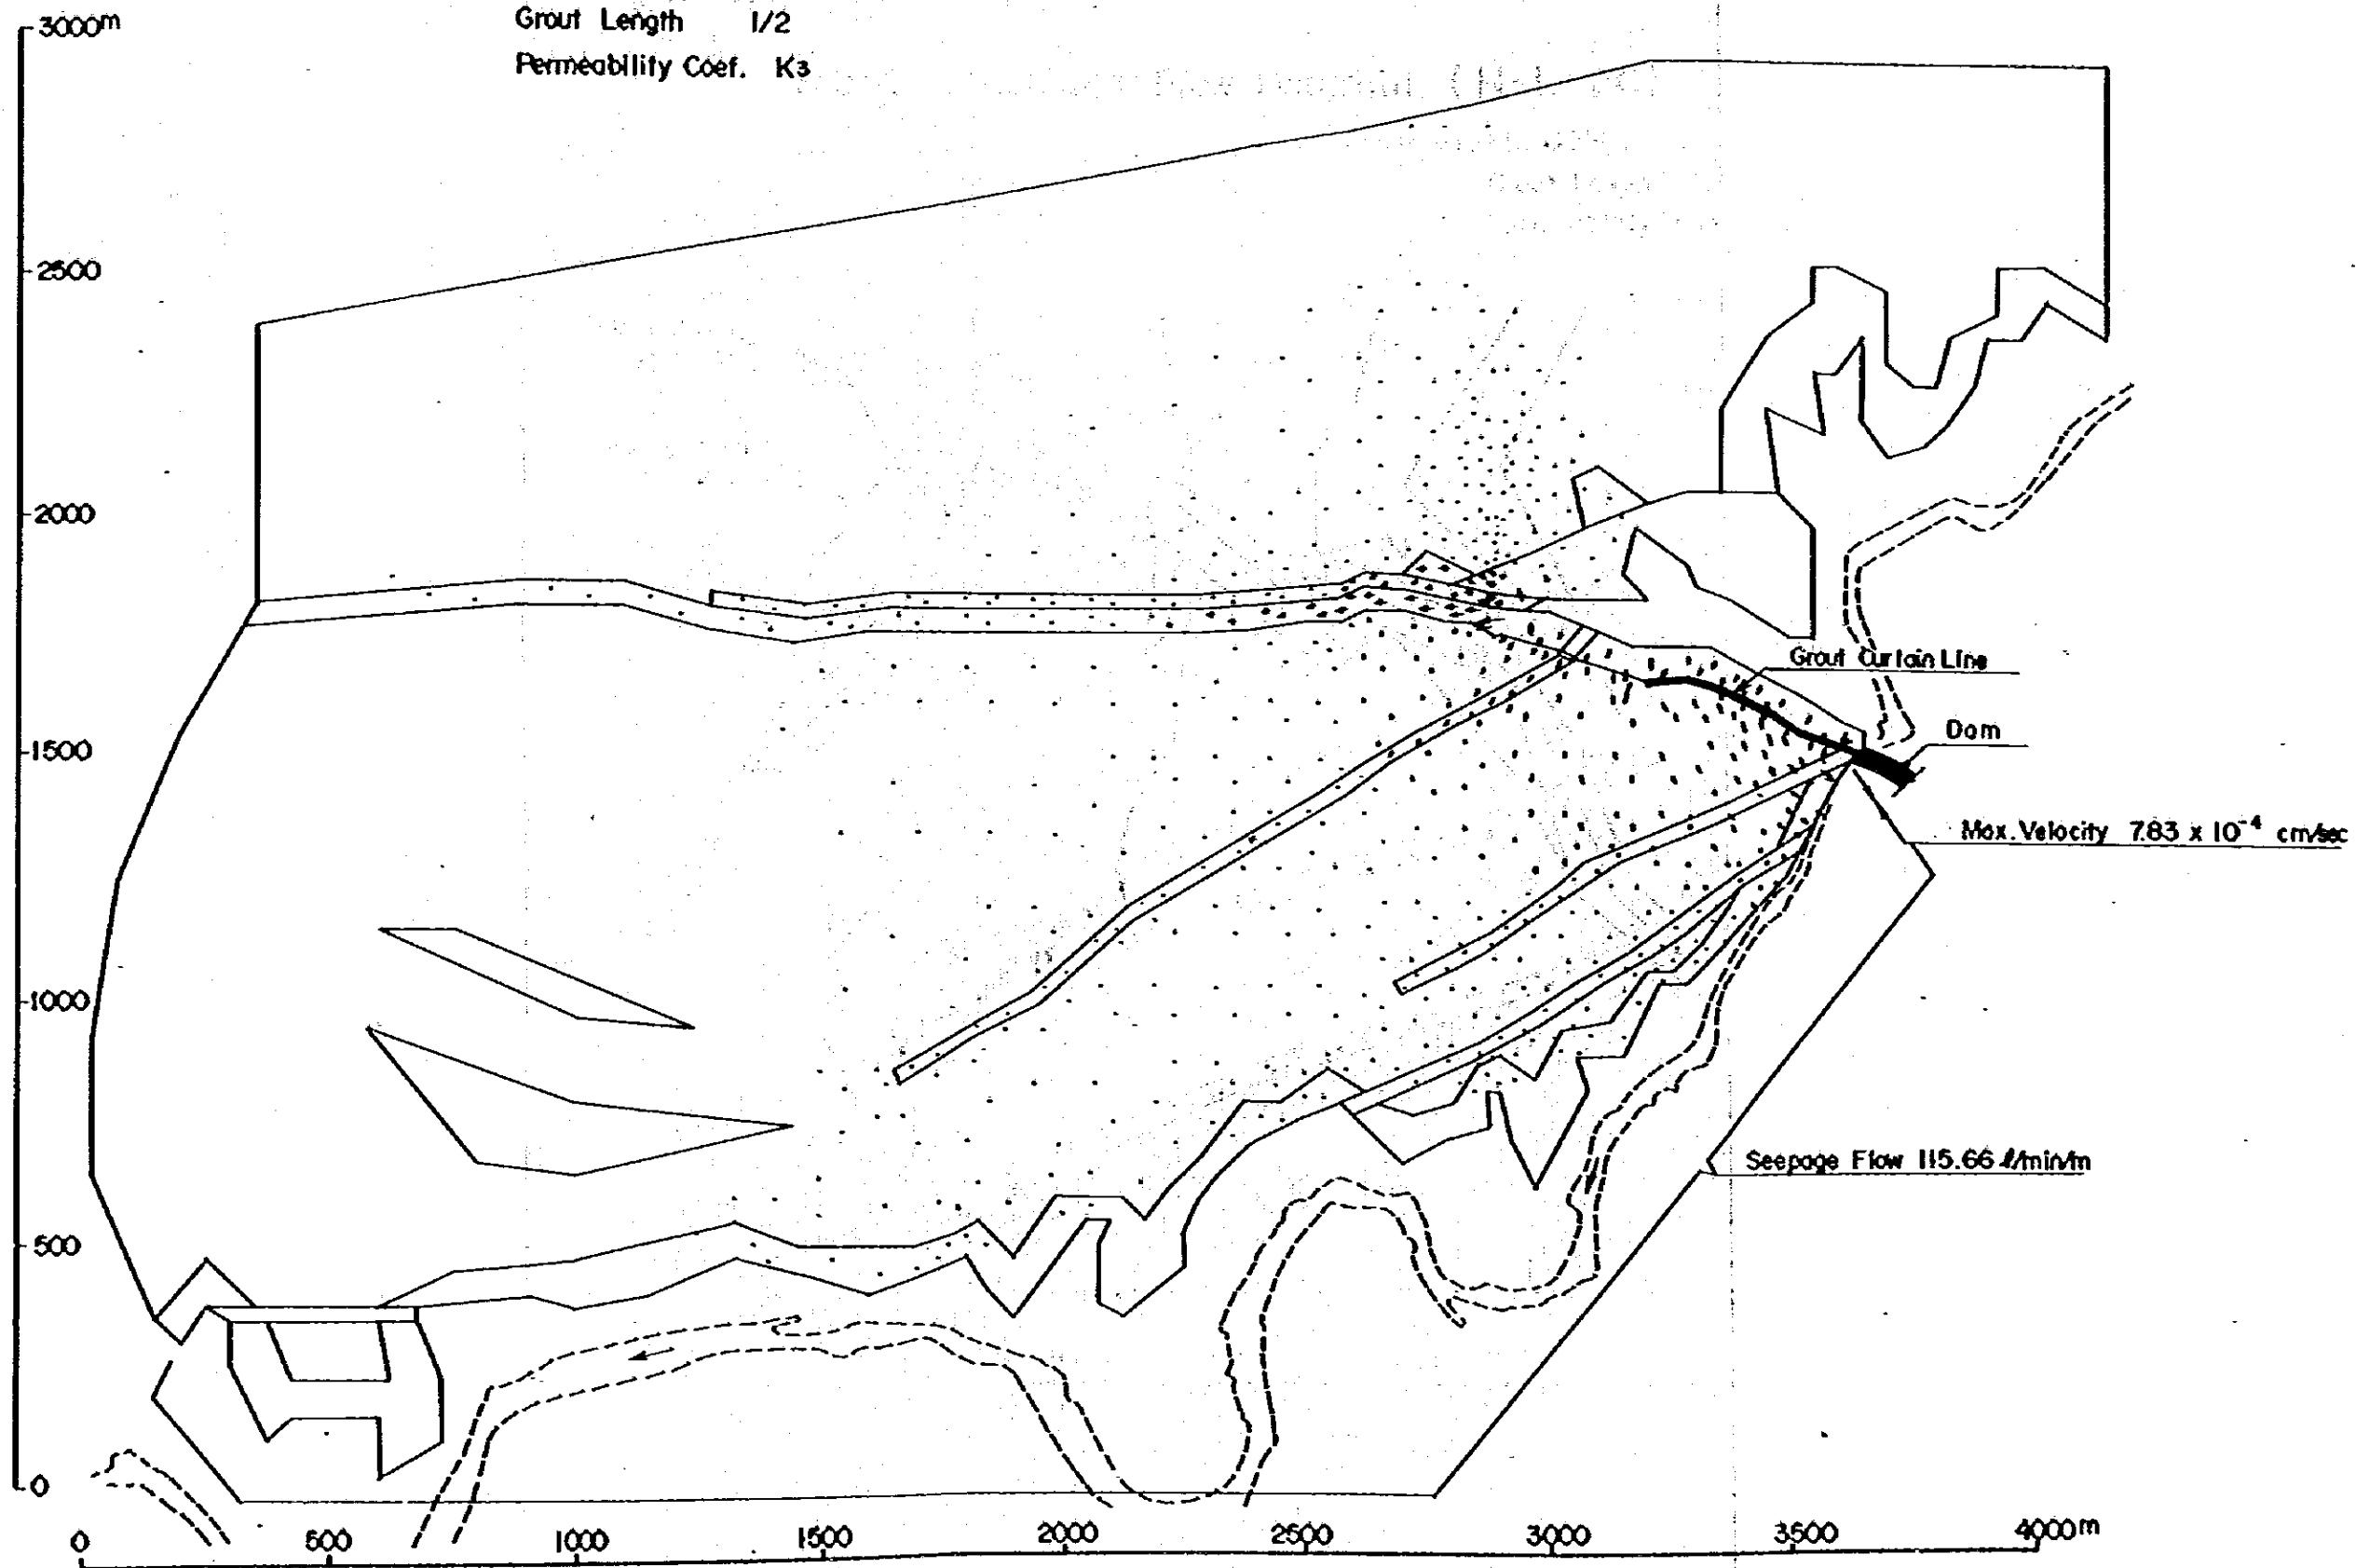 Grout Length 1/2
Permeability Coef. K3
3000m
2500
2000
1500
1000
500
0
Grout Curtain Line
Dam
Max. Velocity 7.83 x 10⁻⁴ cm/sec
Seepage Flow 115.66 ℓ/min/m
0 500 1000 1500 2000 2500 3000 3500 4000m